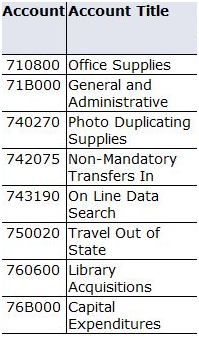 Account Account Title
710800 Office Supplies
71B000 General and
Administrative
740270 Photo Duplicating
Supplies
742075 Non-Mandatory
Transfers In
743190 On Line Data
Search
750020 Travel Out of
State
760600 Library
Acquisitions
76B000 Capital
Expenditures